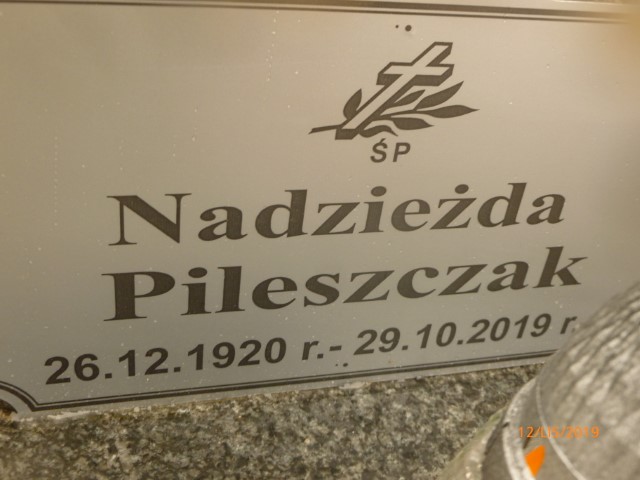 ŚP
Nadzieżda
Pileszczak
26.12.1920 r.- 29.10.2019 r.